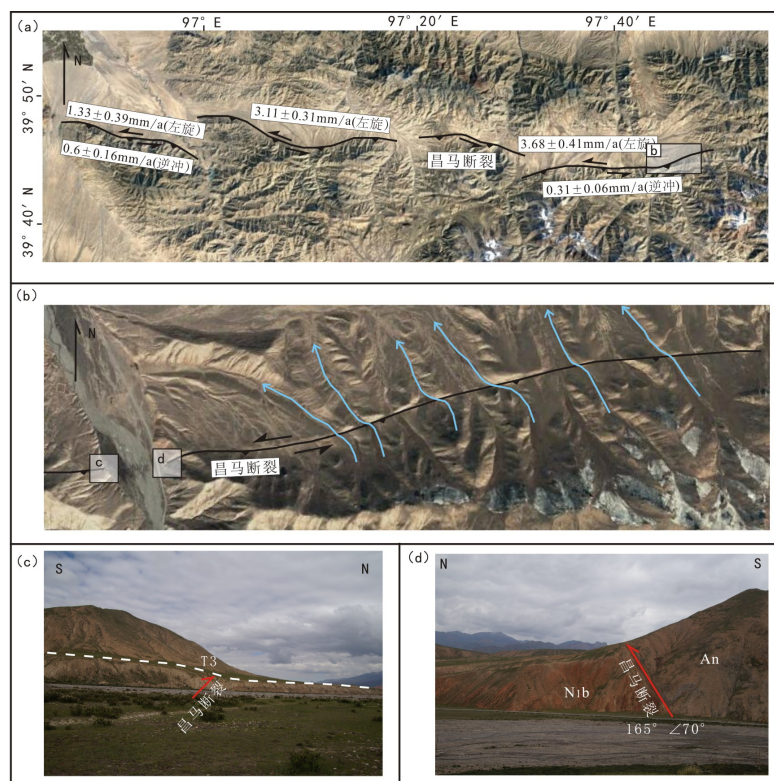 (a)
97° E
97° 20′ E
97° 40′ E
39° 50′ N
39° 40′ N
N
1.33±0.39mm/a(左旋)
0.6±0.16mm/a(逆冲)
3.11±0.31mm/a(左旋)
昌马断裂
3.68±0.41mm/a(左旋)
b
0.31±0.06mm/a(逆冲)
(b)
N
c
d
昌马断裂
(c)
S
N
T3
昌马断裂
(d)
N
S
An
N1b
昌马断裂
165° ∠70°